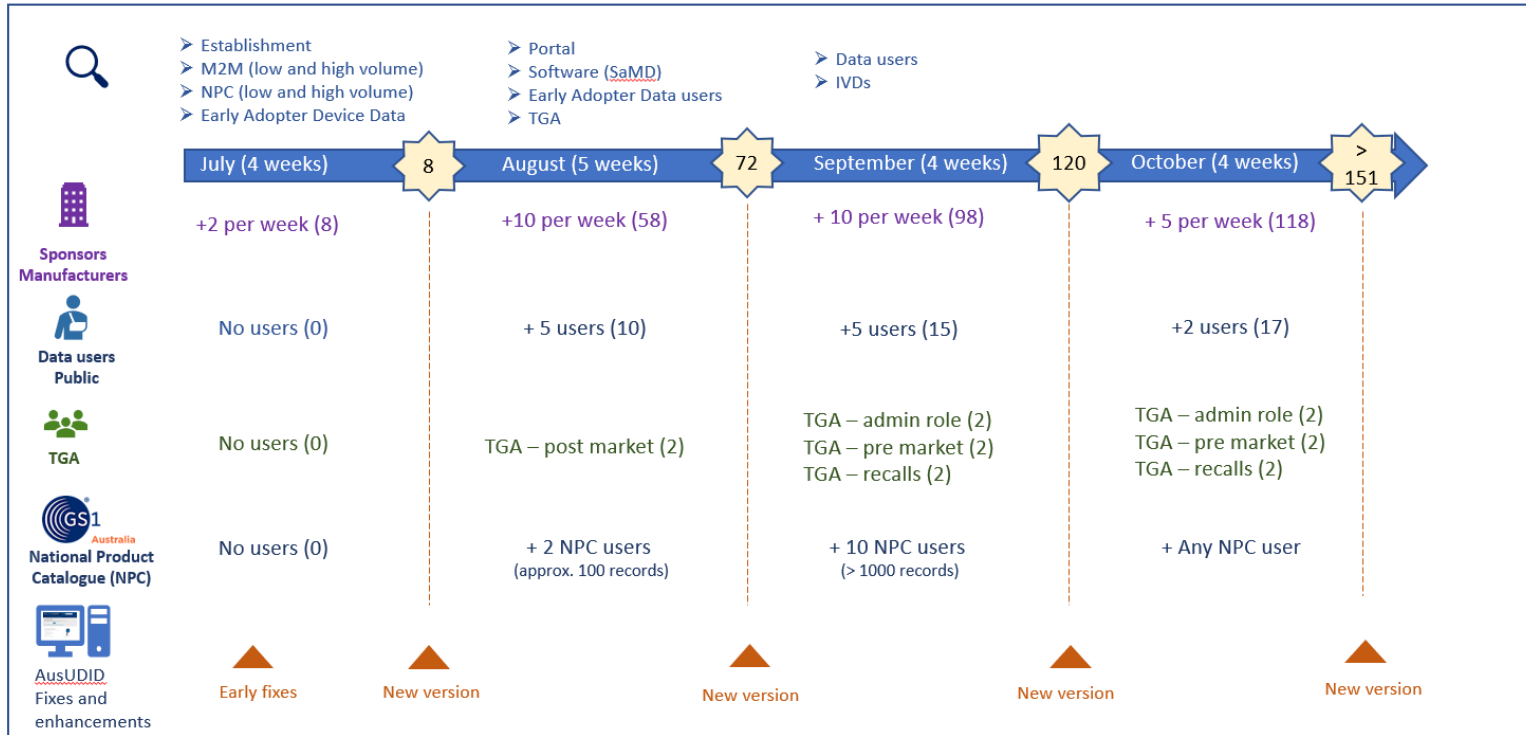 ➢ Establishment
➢ M2M (low and high volume)
➢ NPC (low and high volume)
➢ Early Adopter Device Data
➢ Portal
➢ Software (SaMD)
➢ Early Adopter Data users
➢ TGA
➢ Data users
➢ IVDs
July (4 weeks)
8
August (5 weeks)
72
September (4 weeks)
120
October (4 weeks)
>
151
Sponsors
Manufacturers
+2 per week (8)
+10 per week (58)
+ 10 per week (98)
+ 5 per week (118)
Data users
Public
No users (0)
+ 5 users (10)
+5 users (15)
+2 users (17)
TGA
No users (0)
TGA – post market (2)
TGA – admin role (2)
TGA – pre market (2)
TGA – recalls (2)
TGA – admin role (2)
TGA – pre market (2)
TGA – recalls (2)
GS1
®
Australia
National Product
Catalogue (NPC)
No users (0)
+ 2 NPC users
(approx. 100 records)
+ 10 NPC users
(> 1000 records)
+ Any NPC user
AusUDID
Fixes and
enhancements
Early fixes
New version
New version
New version
New version